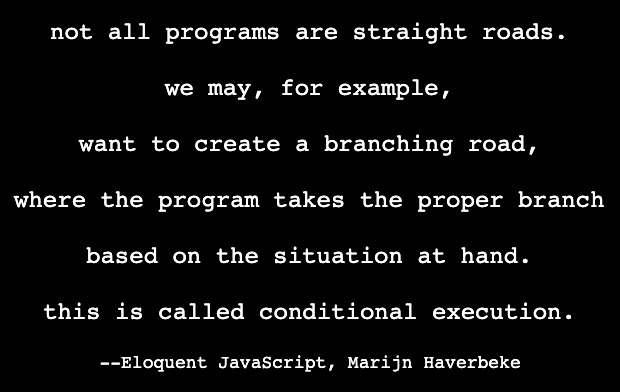 not all programs are straight roads.
we may, for example,
want to create a branching road,
where the program takes the proper branch
based on the situation at hand.
this is called conditional execution.
--Eloquent JavaScript, Marijn Haverbeke